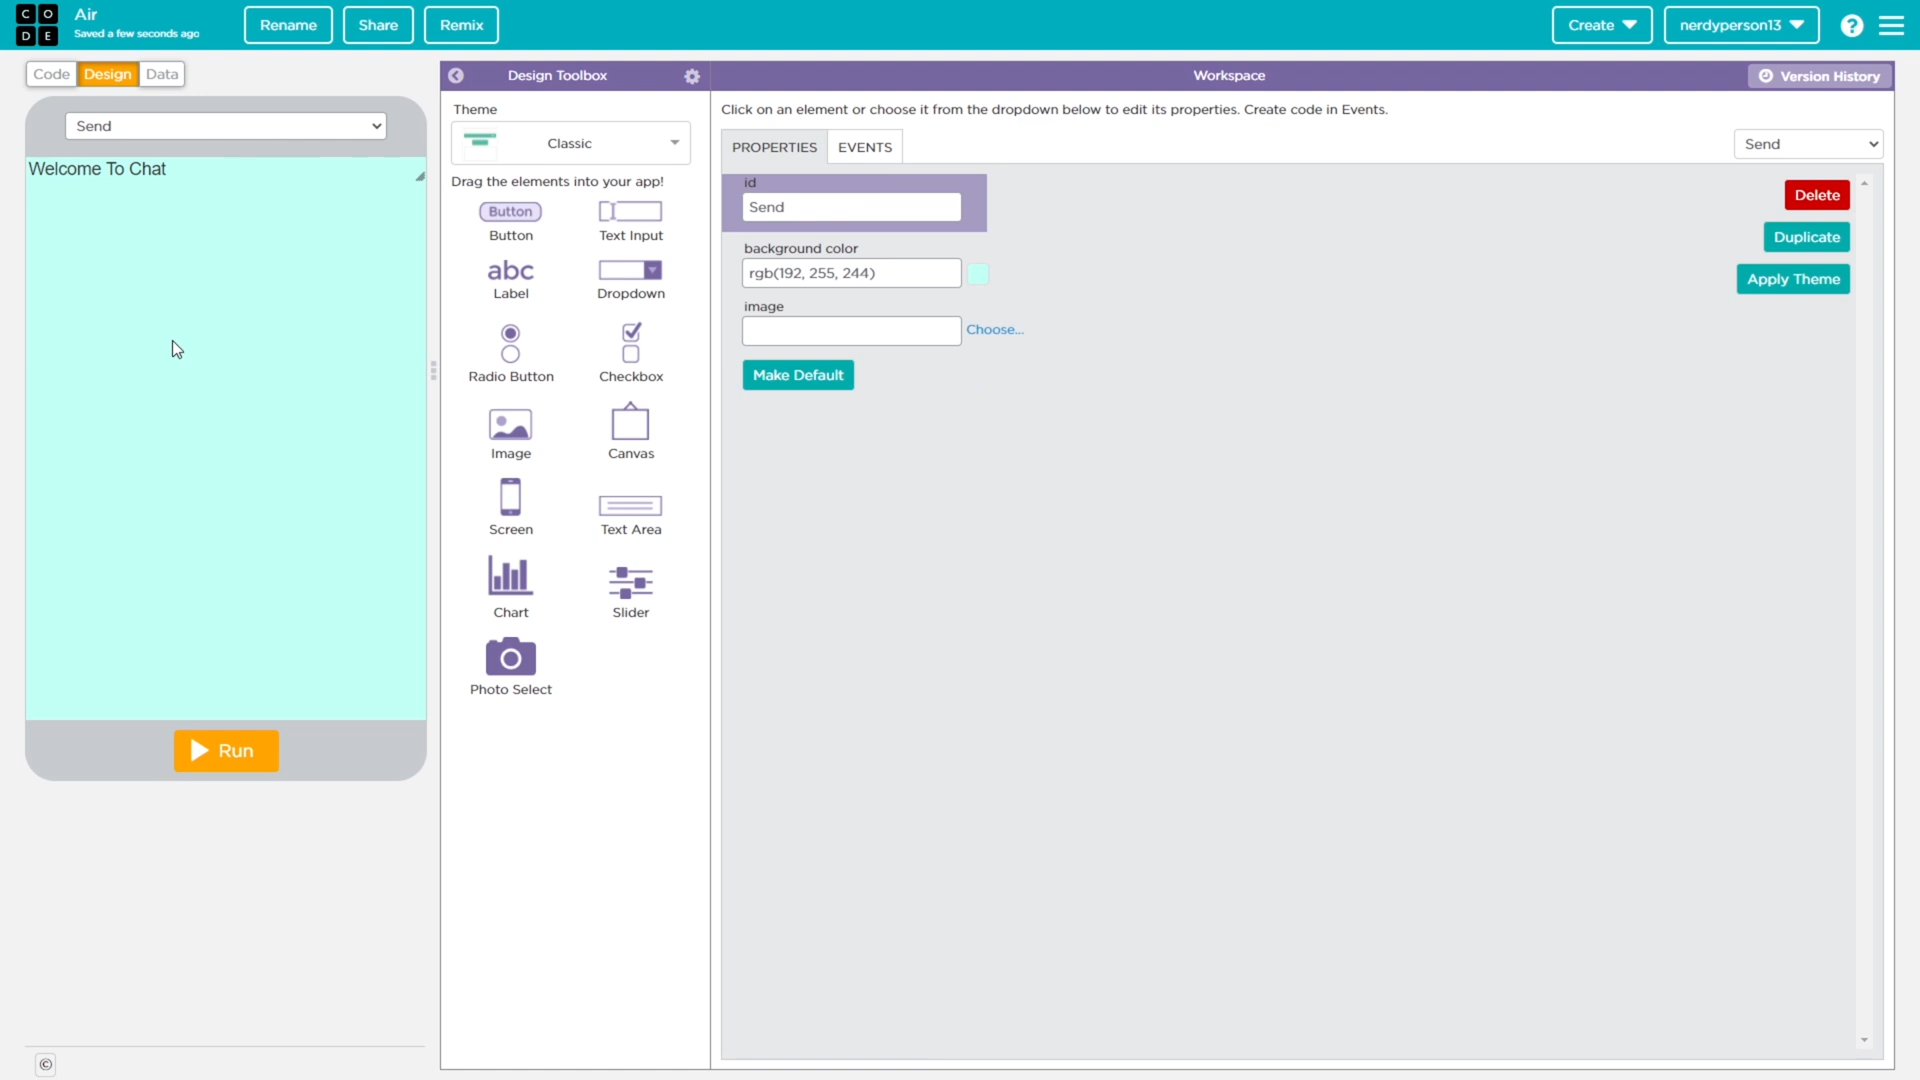 C O
D E
Air
Saved a few seconds ago
Rename
Share
Remix
Create
nerdyperson13
?
Code
Design
Data
Send
Welcome To Chat
Run
©
Design Toolbox
Theme
Classic
Drag the elements into your app!
Button
Button
Text Input
abc
Label
Dropdown
Radio Button
Checkbox
Image
Canvas
Screen
Text Area
Chart
Slider
Photo Select
Workspace
Version History
Click on an element or choose it from the dropdown below to edit its properties. Create code in Events.
PROPERTIES
EVENTS
Send
id
Send
background color
rgb(192, 255, 244)
image
Choose...
Make Default
Delete
Duplicate
Apply Theme